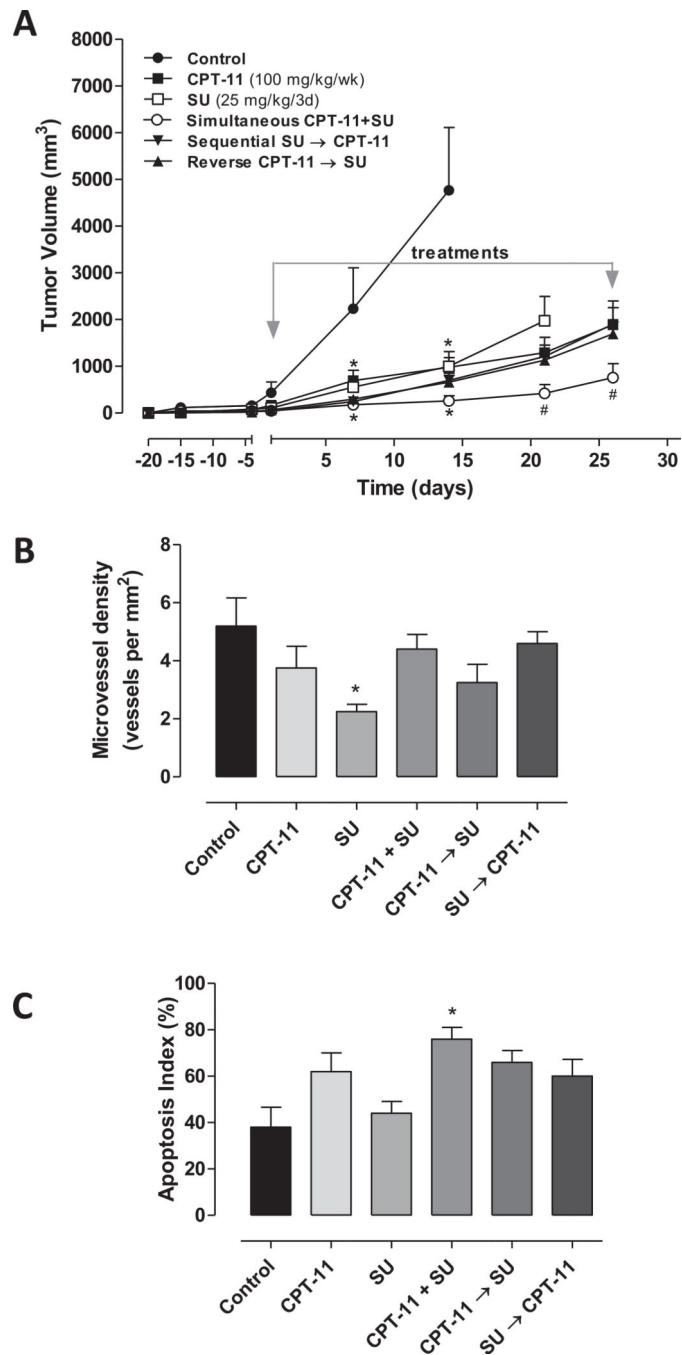 A
8000
7000
6000
5000
4000
3000
2000
1000
0
Tumor Volume (mm³)
Control
CPT-11 (100 mg/kg/wk)
SU (25 mg/kg/3d)
Simultaneous CPT-11+SU
Sequential SU → CPT-11
Reverse CPT-11 → SU
treatments
* *
* * # #
-20 -15 -10 -5 5 10 15 20 25 30
Time (days)
B
8
6
4
2
0
Microvessel density
(vessels per mm²)
*
Control
CPT-11
SU
CPT-11 + SU
CPT-11 → SU
SU → CPT-11
C
100
80
60
40
20
0
Apoptosis Index (%)
*
Control
CPT-11
SU
CPT-11 + SU
CPT-11 → SU
SU → CPT-11